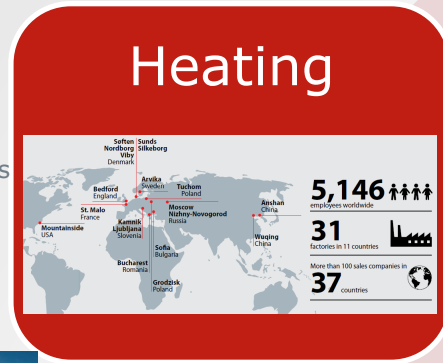 Heating
s
Søften Sunds
Nordborg Silkeborg
Viby
Denmark
Arvika
Sweden
Tuchom
Poland
Bedford
England
St. Malo
France
Moscow
Nizhny-Novogorod
Russia
Anshan
China
Mountainside
USA
Kamnik
Ljubljana
Slovenia
Sofia
Bulgaria
Wuqing
China
Bucharest
Romania
Grodzisk
Poland
5,146
employees worldwide
31
factories in 11 countries
More than 100 sales companies in
37 countries